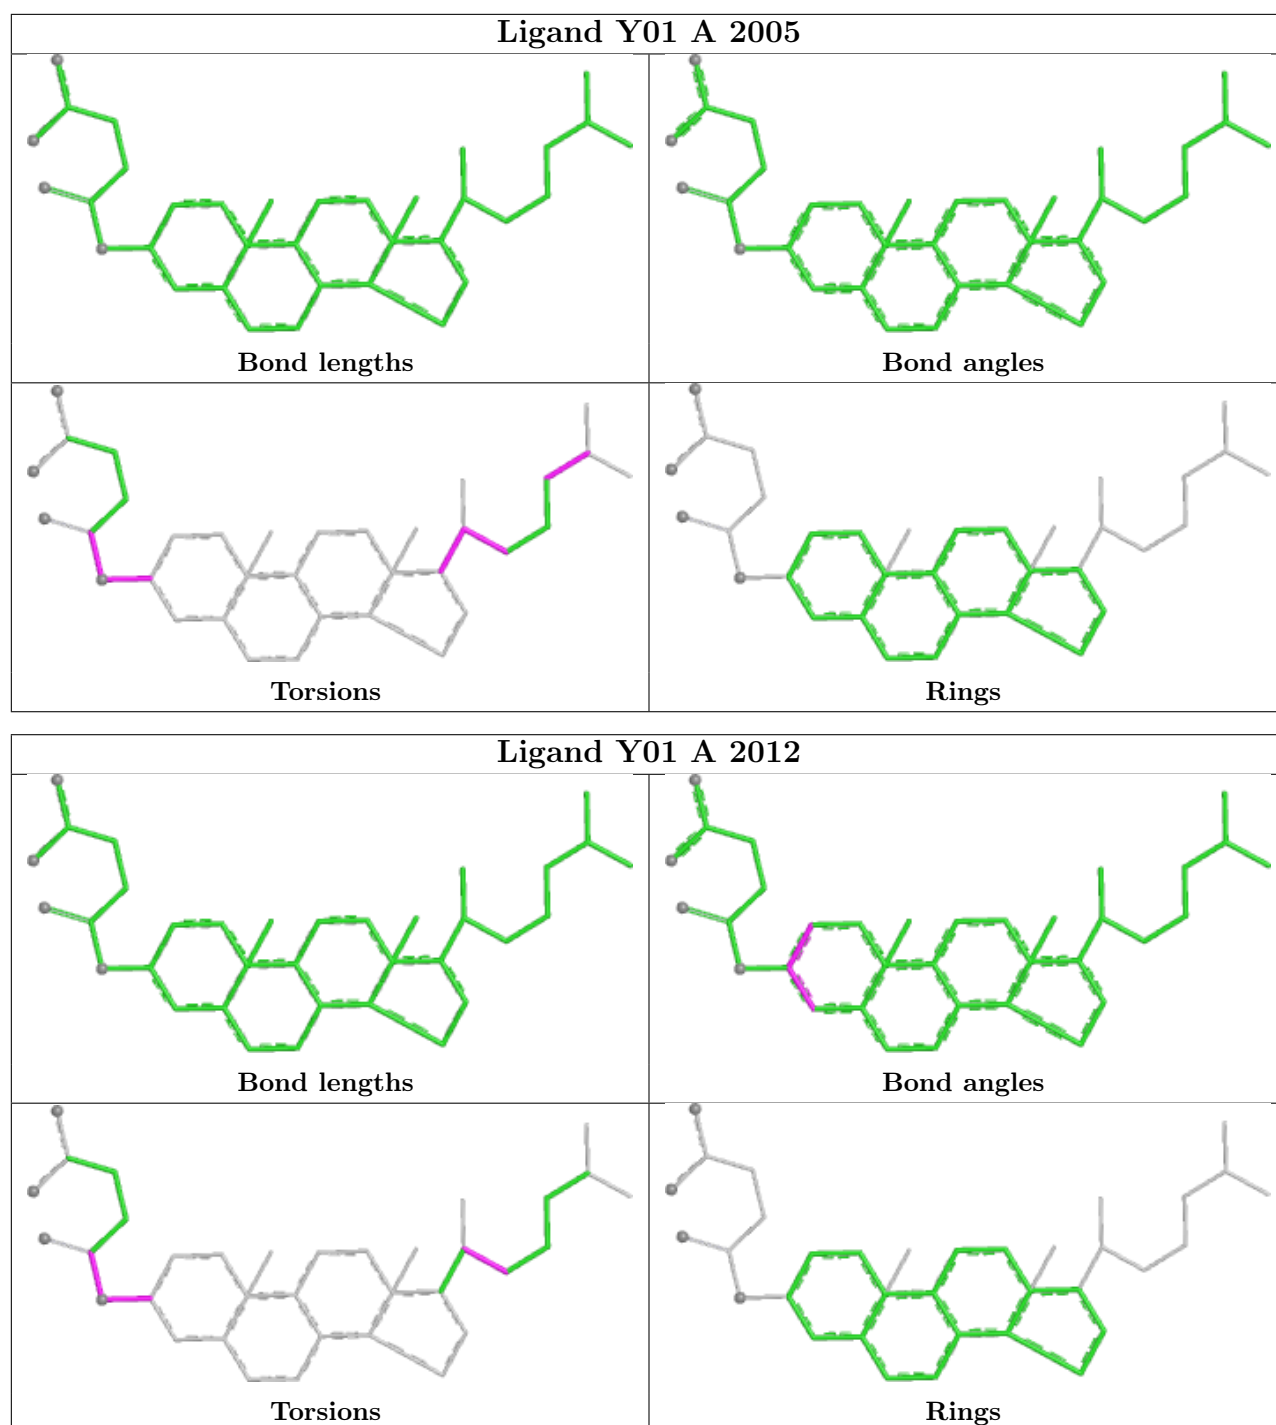 Ligand Y01 A 2005
Bond lengths
Bond angles
Torsions
Rings
Ligand Y01 A 2012
Bond lengths
Bond angles
Torsions
Rings